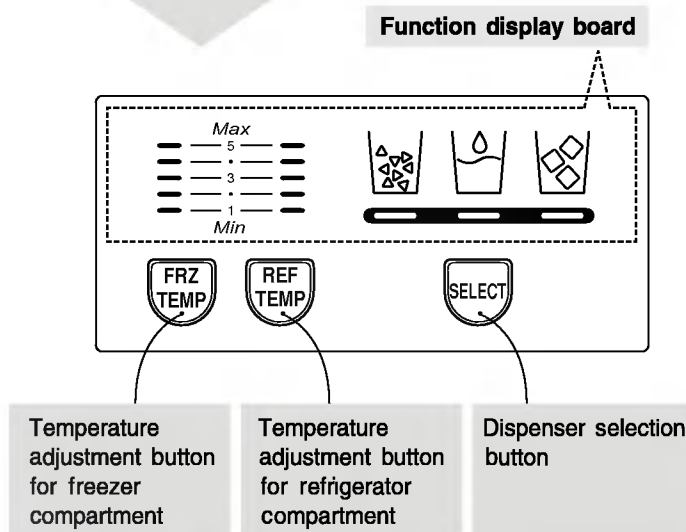 Function display board
Max
5
•
3
•
1
Min
FRZ
TEMP
REF
TEMP
SELECT
Temperature
adjustment button
for freezer
compartment
Temperature
adjustment button
for refrigerator
compartment
Dispenser selection
button